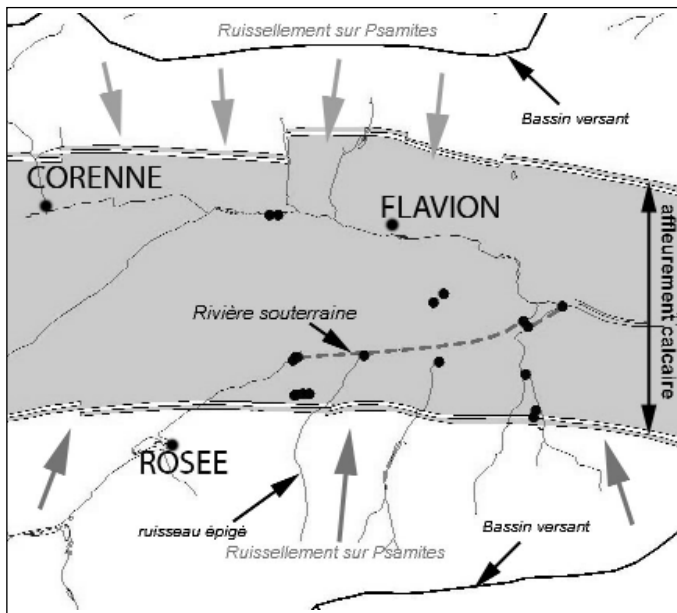 Ruissellement sur Psamites
Bassin versant
CORENNE
FLAVION
affleurement calcaire
Rivière souterraine
ROSEE
ruisseau épigé
Bassin versant
Ruissellement sur Psamites